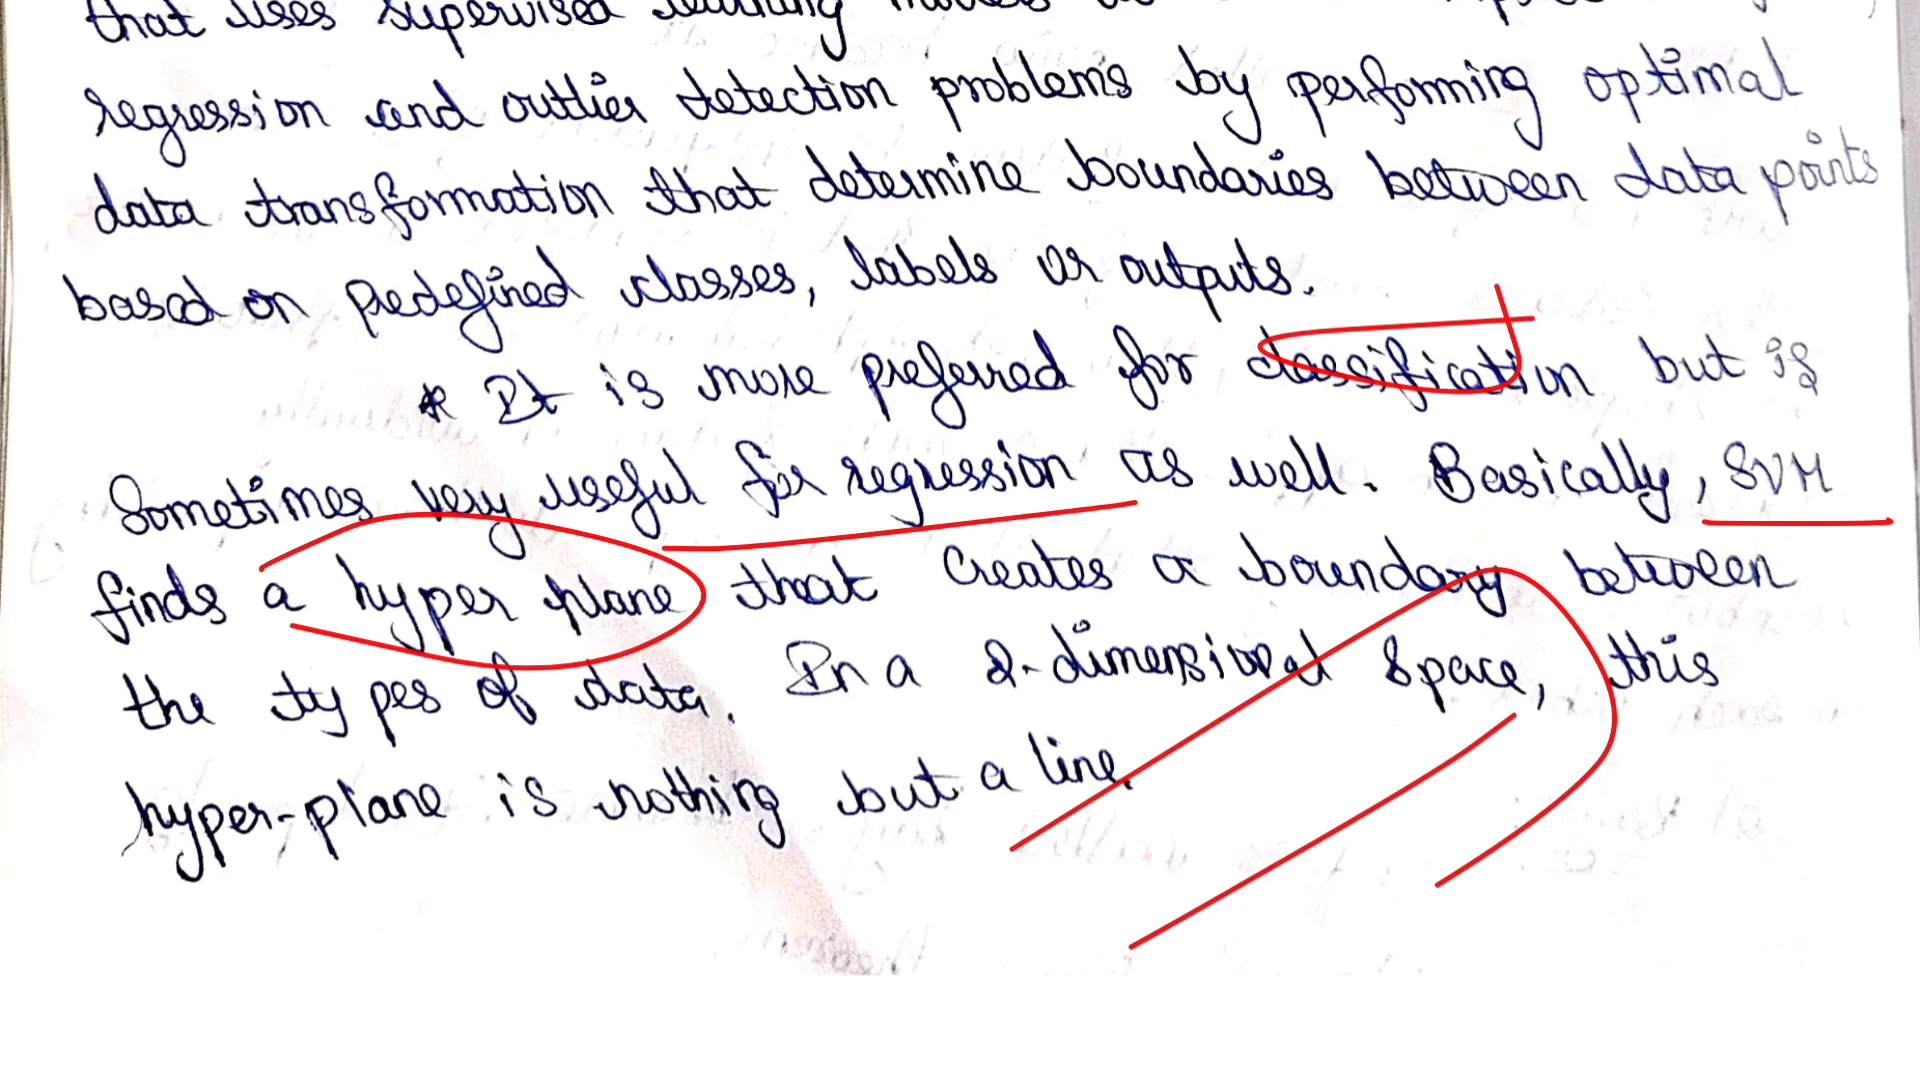 that uses supervised learning
regression and outlier detection problems by performing optimal
data transformation that determine boundaries between data points
based on predefined classes, labels or outputs.
* It is more preferred for classification but is
Sometimes very useful for regression as well. Basically, SVM
finds a hyper plane that creates a boundary between
the types of data. In a 2-dimensional space, this
hyper-plane is nothing but a line.